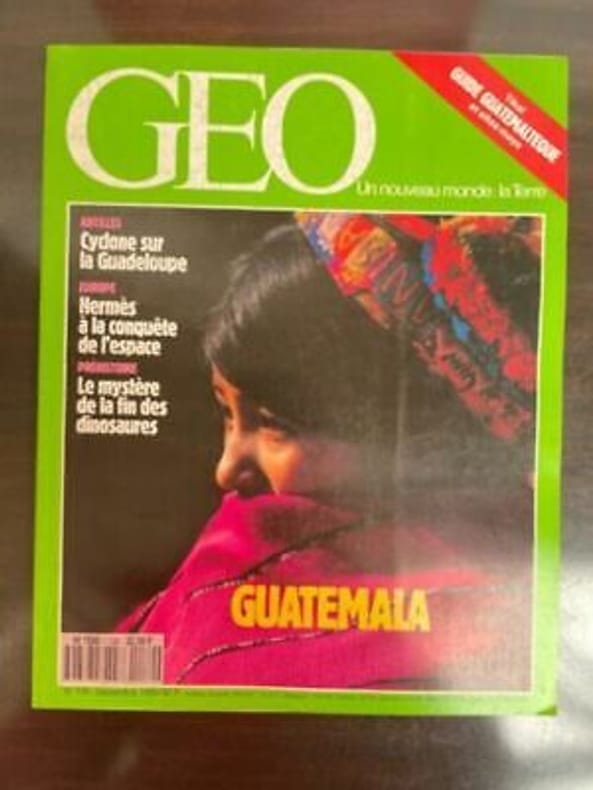 GEO
GUIDE GUATEMALTEQUE
Un nouveau monde : la Terre
ANTILLES
Cyclone sur
la Guadeloupe
EUROPE
Hermès
à la conquête
de l'espace
PREHISTOIRE
Le mystère
de la fin des
dinosaures
GUATEMALA